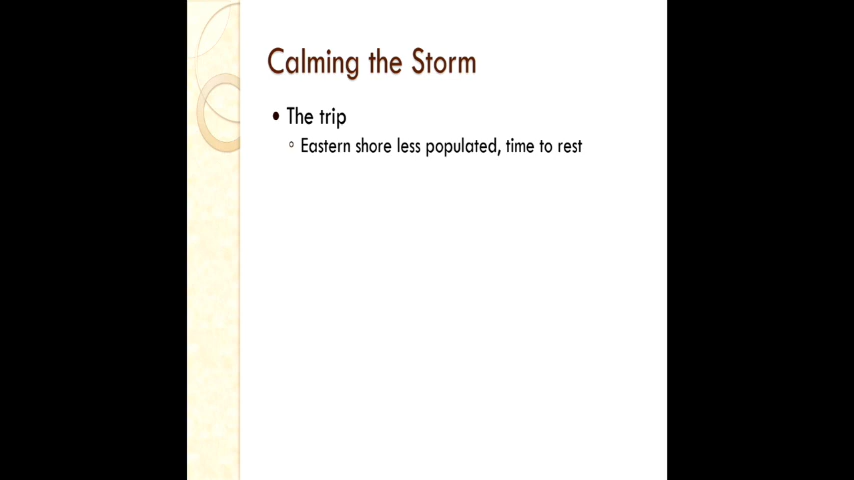 Calming the Storm
• The trip
◦ Eastern shore less populated, time to rest